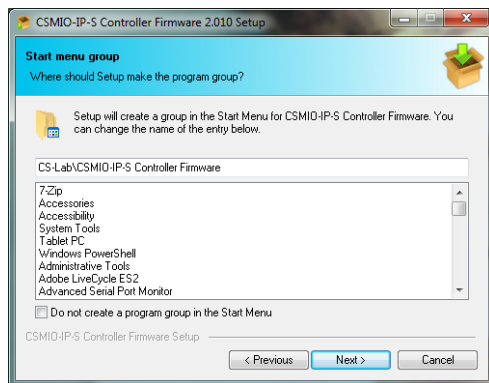 CSMIO-IP-S Controller Firmware 2.010 Setup
Start menu group
Where should Setup make the program group?
Setup will create a group in the Start Menu for CSMIO-IP-S Controller Firmware. You
can change the name of the entry below.
CS-Lab\CSMIO-IP-S Controller Firmware
7-Zip
Accessories
Accessibility
System Tools
Tablet PC
Windows PowerShell
Administrative Tools
Adobe LiveCycle ES2
Advanced Serial Port Monitor
Do not create a program group in the Start Menu
CSMIO-IP-S Controller Firmware Setup
< Previous
Next >
Cancel